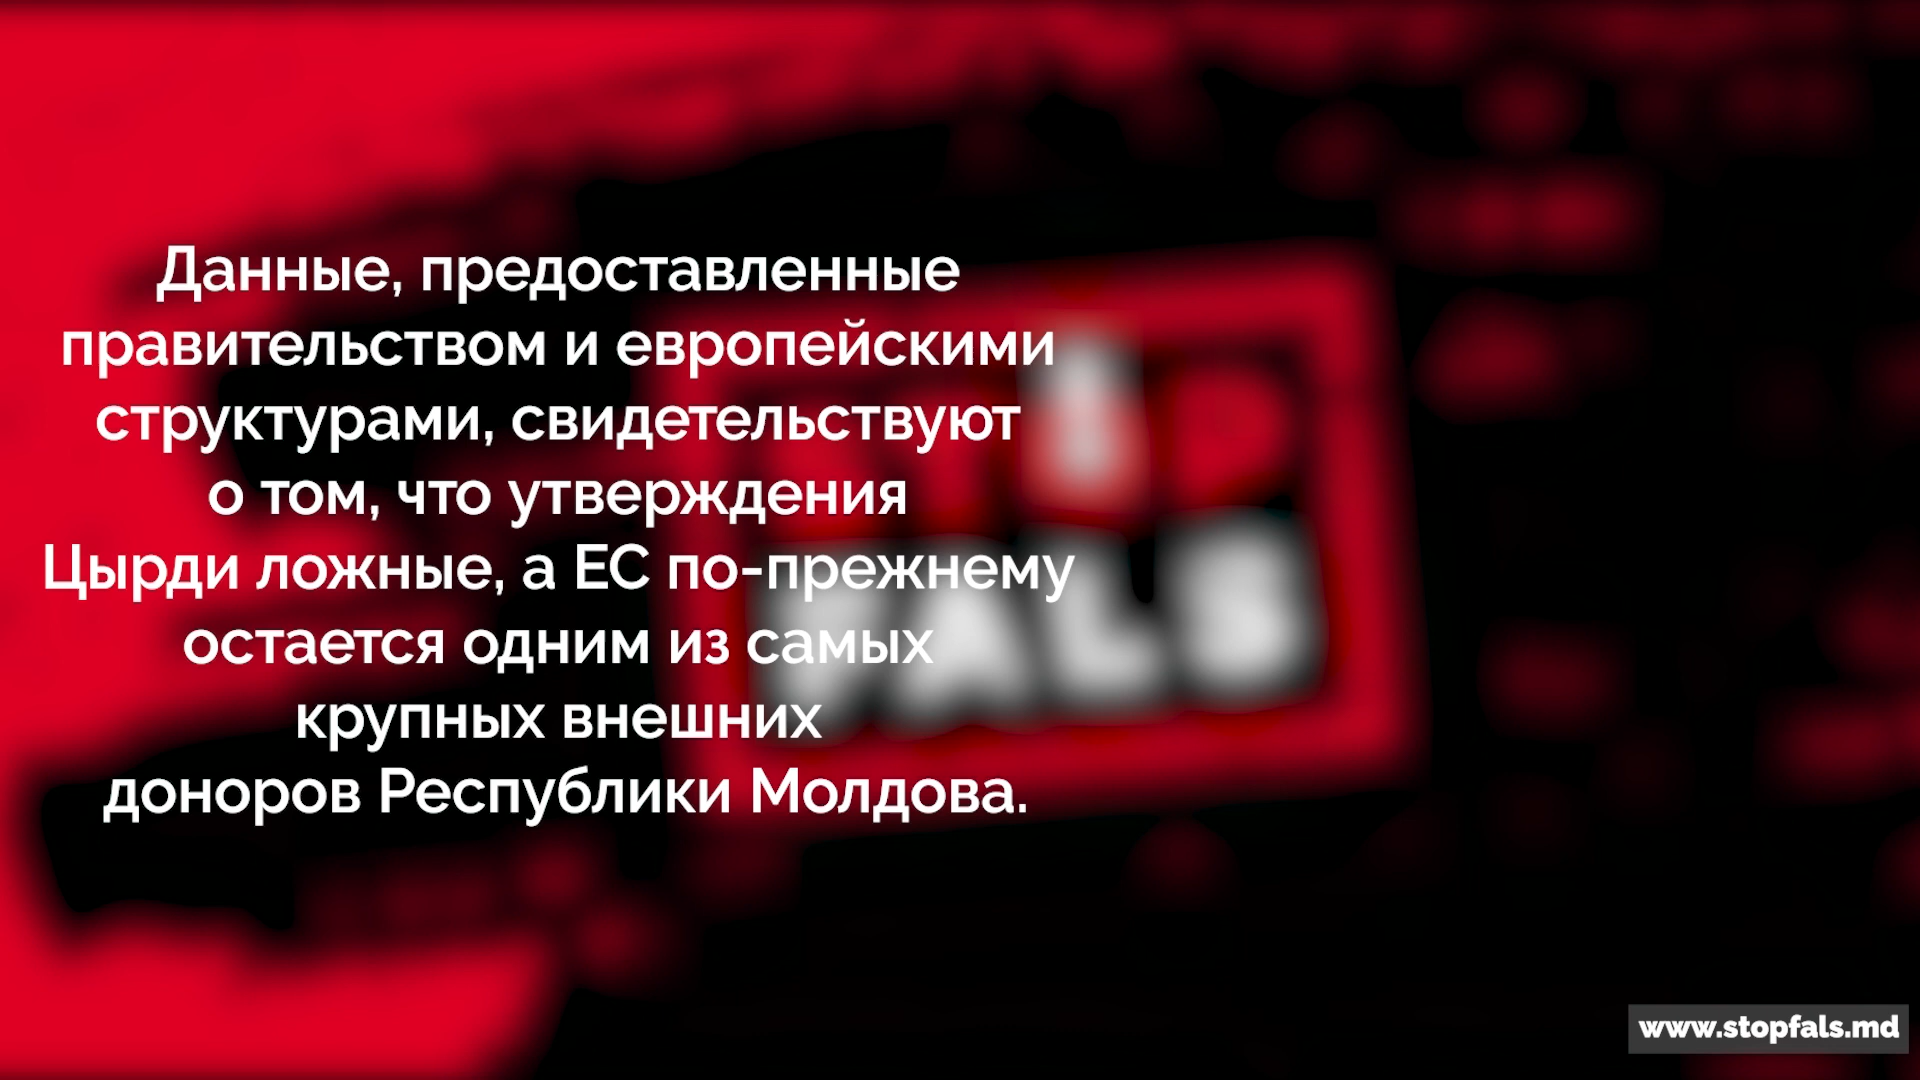 Данные, предоставленные
правительством и европейскими
структурами, свидетельствуют
о том, что утверждения
Цырди ложные, а ЕС по-прежнему
остается одним из самых
крупных внешних
доноров Республики Молдова.
FALS
www.stopfals.md